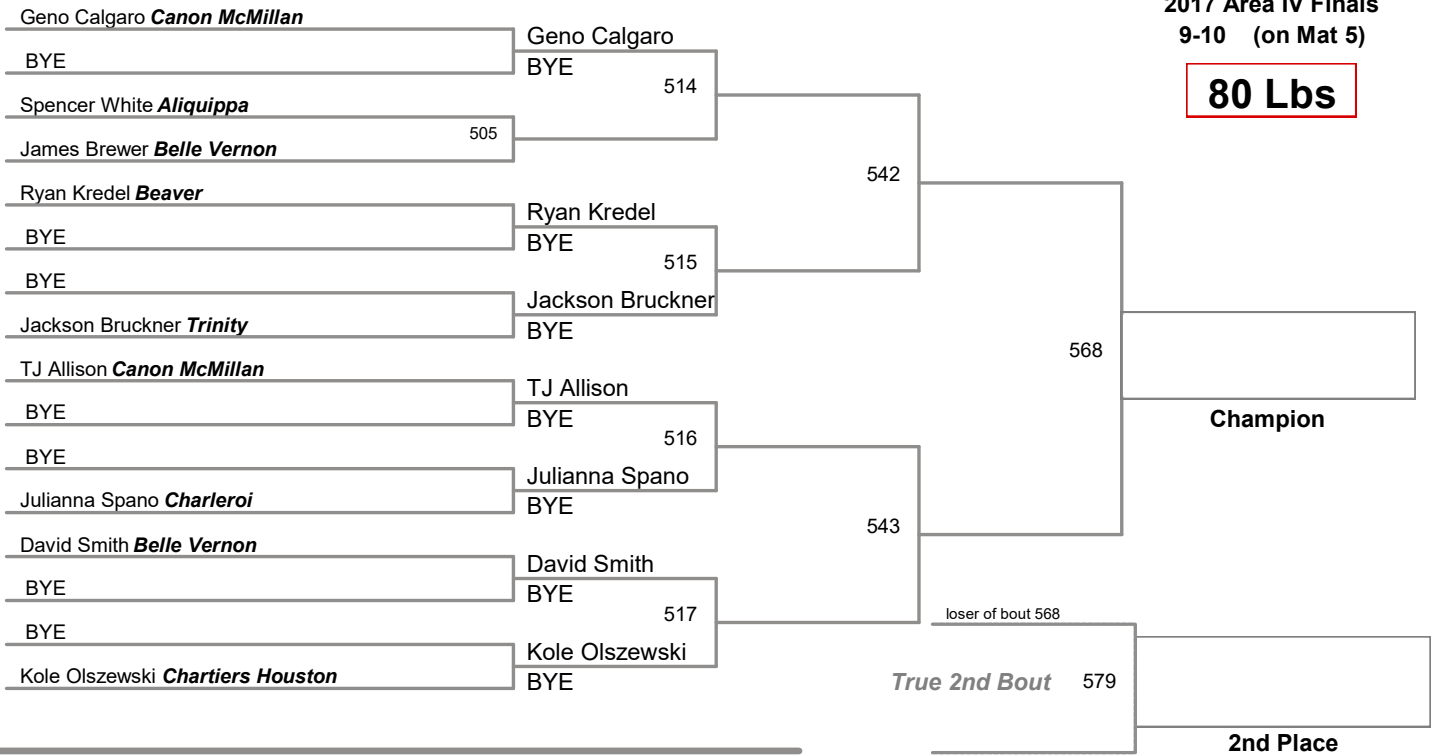 2017 Area IV Finals
9-10 (on Mat 5)
80 Lbs
Geno Calgaro Canon McMillan
BYE
Spencer White Aliquippa
James Brewer Belle Vernon
Ryan Kredel Beaver
BYE
BYE
Jackson Bruckner Trinity
TJ Allison Canon McMillan
BYE
BYE
Julianna Spano Charleroi
David Smith Belle Vernon
BYE
BYE
Kole Olszewski Chartiers Houston
505
Geno Calgaro
BYE
514
Ryan Kredel
BYE
515
Jackson Bruckner
BYE
TJ Allison
BYE
516
Julianna Spano
BYE
David Smith
BYE
517
Kole Olszewski
BYE
542
543
568
Champion
loser of bout 568
True 2nd Bout 579
2nd Place